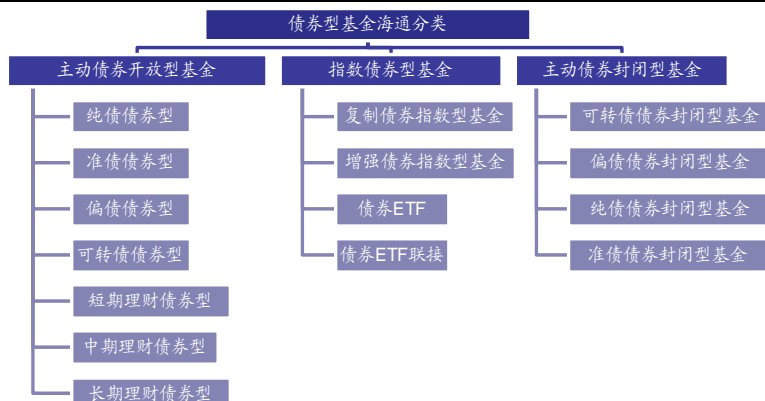 债券型基金海通分类
主动债券开放型基金
纯债债券型
准债债券型
偏债债券型
可转债债券型
短期理财债券型
中期理财债券型
长期理财债券型
指数债券型基金
复制债券指数型基金
增强债券指数型基金
债券ETF
债券ETF联接
主动债券封闭型基金
可转债债券封闭型基金
偏债债券封闭型基金
纯债债券封闭型基金
准债债券封闭型基金